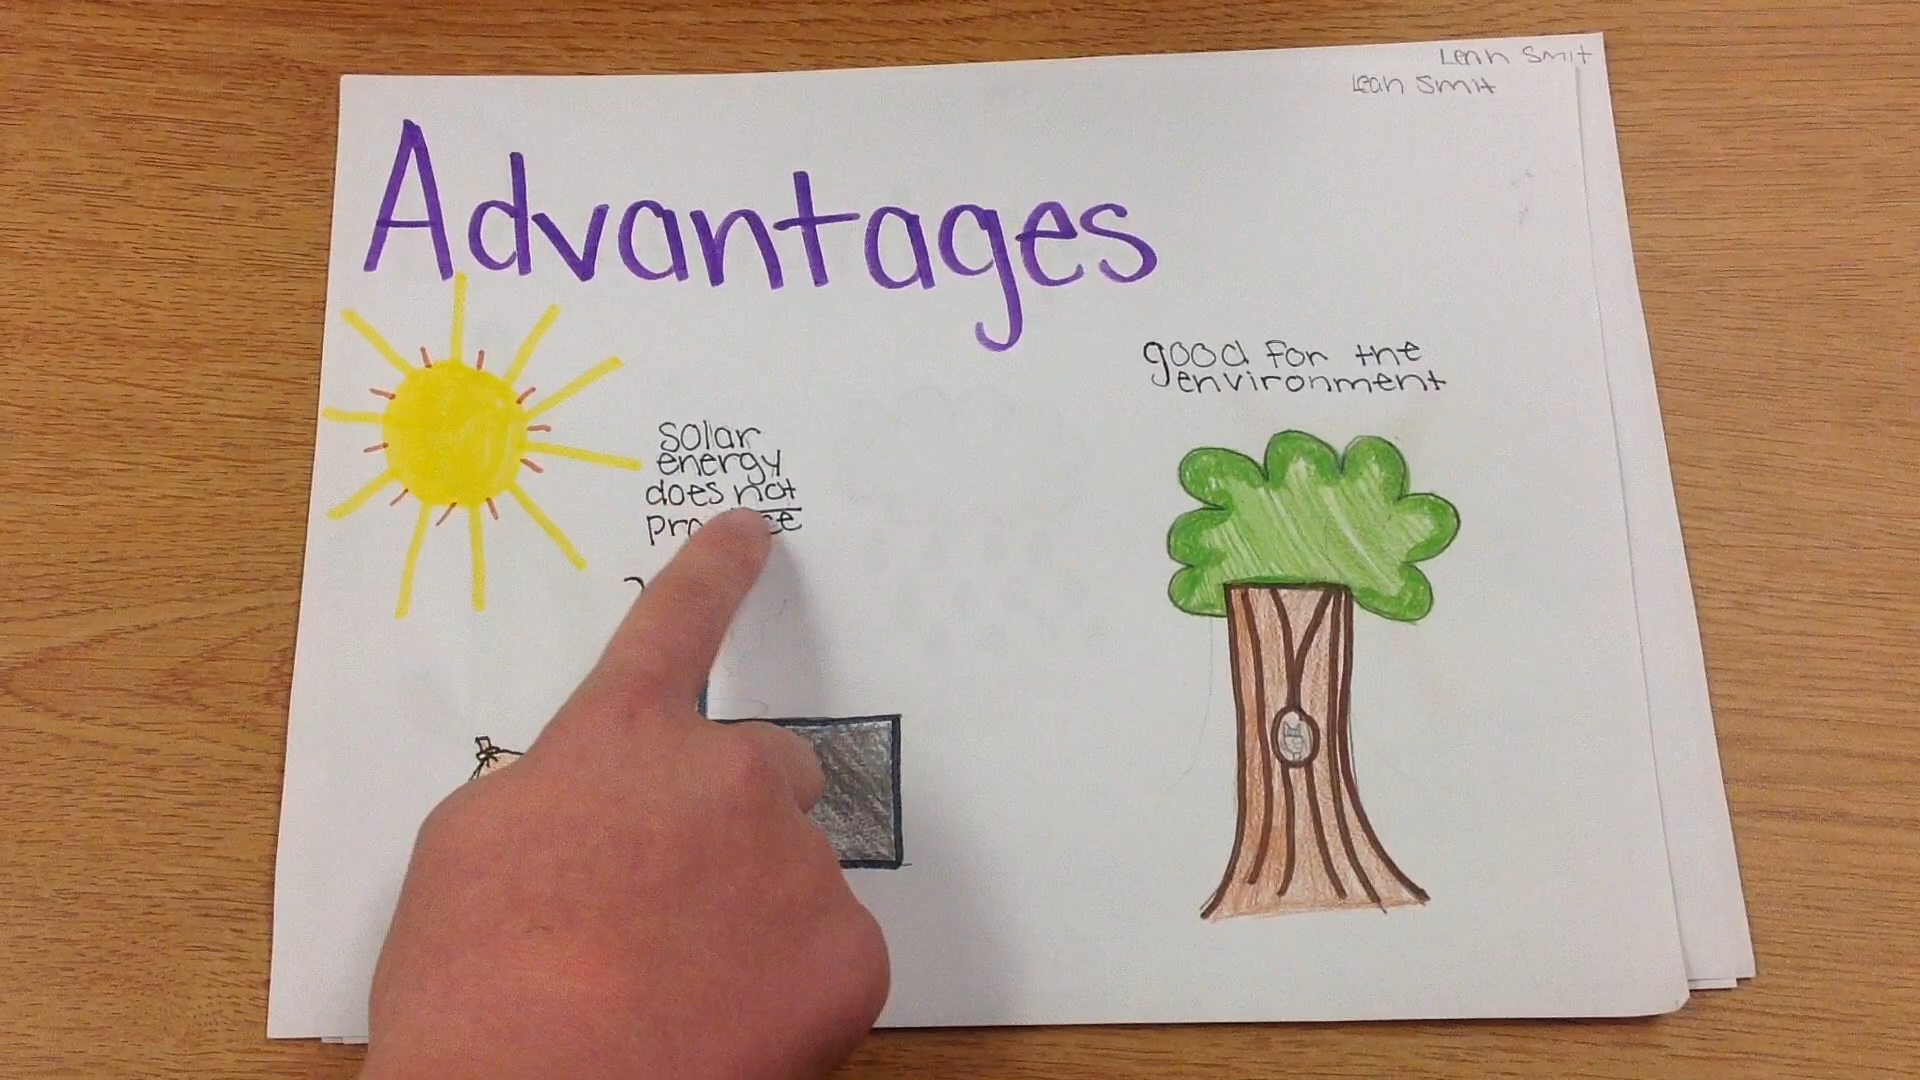 Leah Smit
Leah Smit
Advantages
good for the
environment
solar
energy
does not